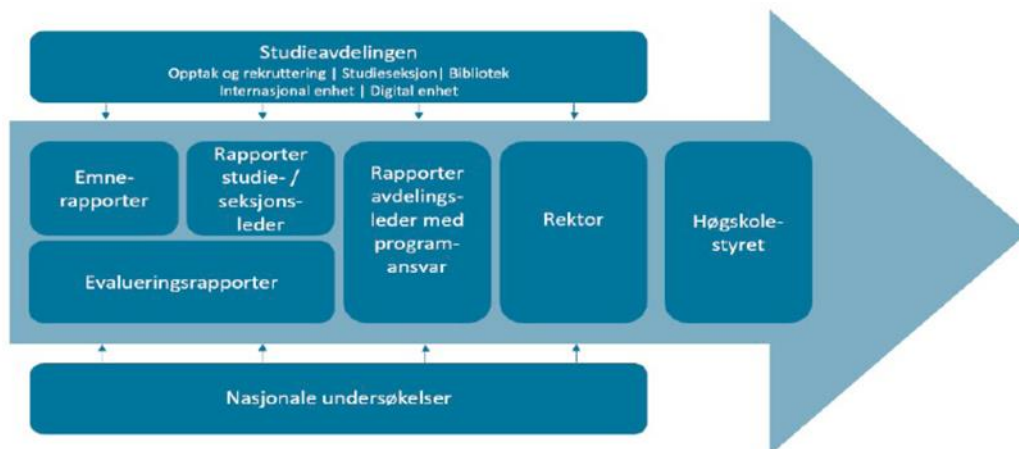 Studieavdelingen
Opptak og rekruttering | Studieseksjon| Bibliotek
Internasjonal enhet | Digital enhet
Emne-
rapporter
Rapporter
studie- /
seksjons-
leder
Evalueringsrapporter
Rapporter
avdelings-
leder med
program-
ansvar
Rektor
Høgskole-
styret
Nasjonale undersøkelser